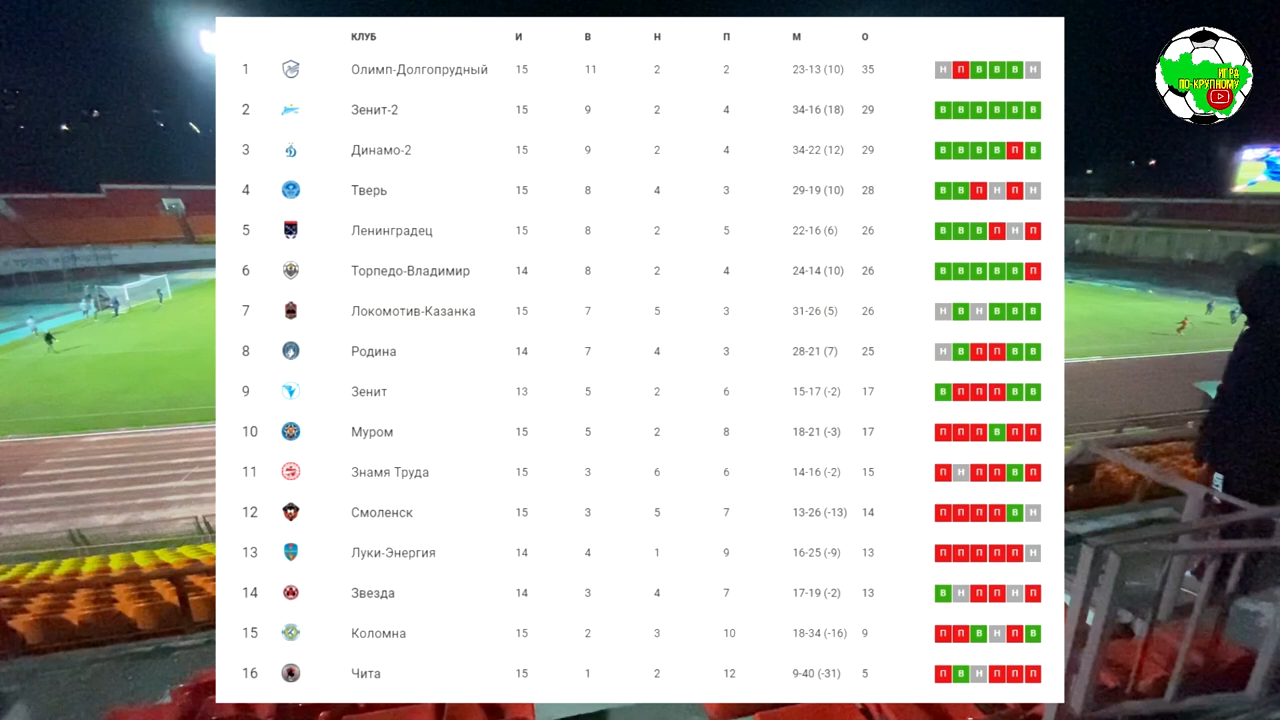 КЛУБ И В Н П М О
1 Олимп-Долгопрудный 15 11 2 2 23-13 (10) 35 Н П В В В Н
2 Зенит-2 15 9 2 4 34-16 (18) 29 В В В В В В
3 Динамо-2 15 9 2 4 34-22 (12) 29 В В В В П В
4 Тверь 15 8 4 3 29-19 (10) 28 В В П Н П Н
5 Ленинградец 15 8 2 5 22-16 (6) 26 В В В П Н П
6 Торпедо-Владимир 14 8 2 4 24-14 (10) 26 В В В В В П
7 Локомотив-Казанка 15 7 5 3 31-26 (5) 26 Н В Н В В В
8 Родина 14 7 4 3 28-21 (7) 25 Н В П П В В
9 Зенит 13 5 2 6 15-17 (-2) 17 В П П П В В
10 Муром 15 5 2 8 18-21 (-3) 17 П П П В П П
11 Знамя Труда 15 3 6 6 14-16 (-2) 15 П Н П П В П
12 Смоленск 15 3 5 7 13-26 (-13) 14 П П П П В Н
13 Луки-Энергия 14 4 1 9 16-25 (-9) 13 П П П П П Н
14 Звезда 14 3 4 7 17-19 (-2) 13 В Н П П Н П
15 Коломна 15 2 3 10 18-34 (-16) 9 П П В Н П В
16 Чита 15 1 2 12 9-40 (-31) 5 П В Н П П П
ИГРА
ПО-КРУПНОМУ